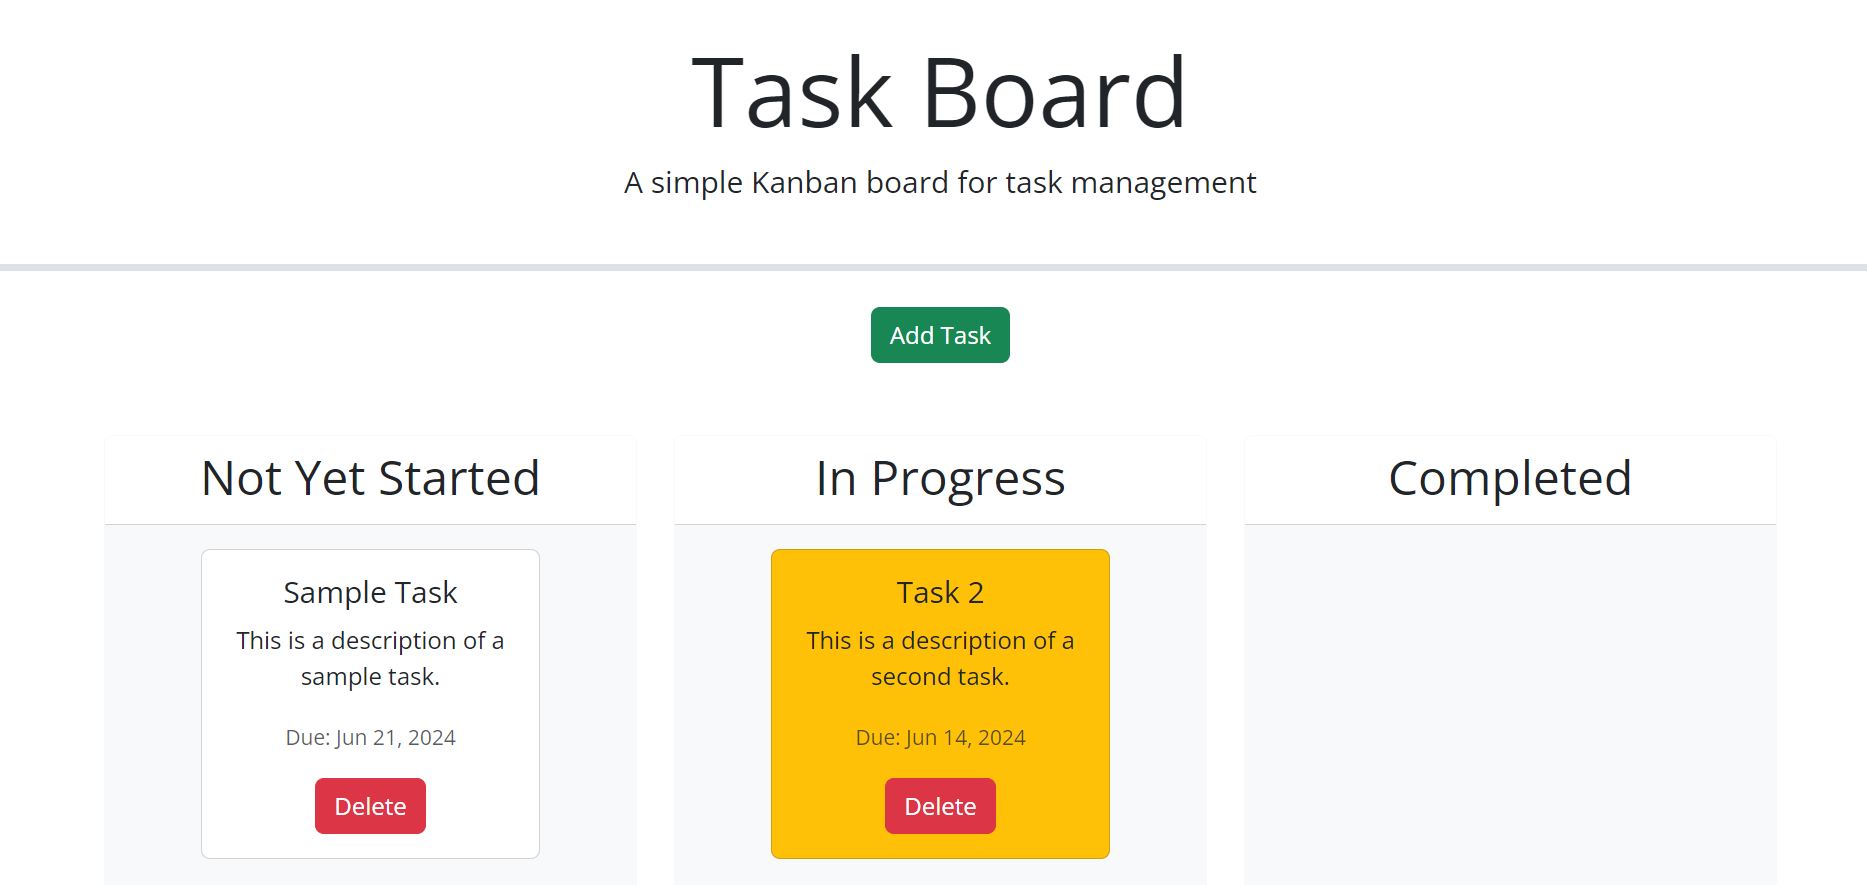 Task Board
A simple Kanban board for task management
Add Task
Not Yet Started
Sample Task
This is a description of a
sample task.
Due: Jun 21, 2024
Delete
In Progress
Task 2
This is a description of a
second task.
Due: Jun 14, 2024
Delete
Completed